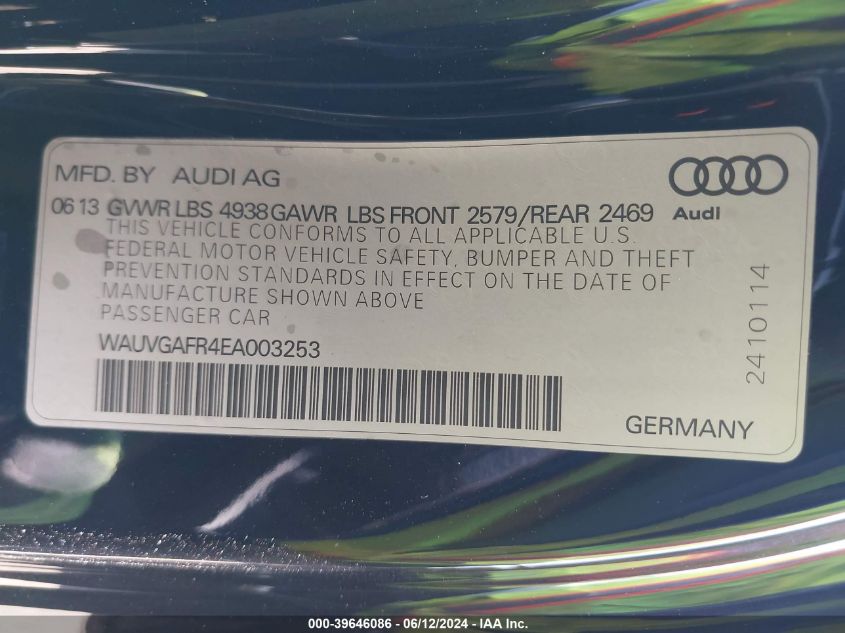 MFD. BY AUDI AG
0613 GVWR LBS 4938 GAWR LBS FRONT 2579/REAR 2469
Audi
THIS VEHICLE CONFORMS TO ALL APPLICABLE U.S.
FEDERAL MOTOR VEHICLE SAFETY, BUMPER AND THEFT
PREVENTION STANDARDS IN EFFECT ON THE DATE OF
MANUFACTURE SHOWN ABOVE
PASSENGER CAR
WAUVGAFR4EA003253
2410114
GERMANY
000-39646086 - 06/12/2024 - IAA Inc.